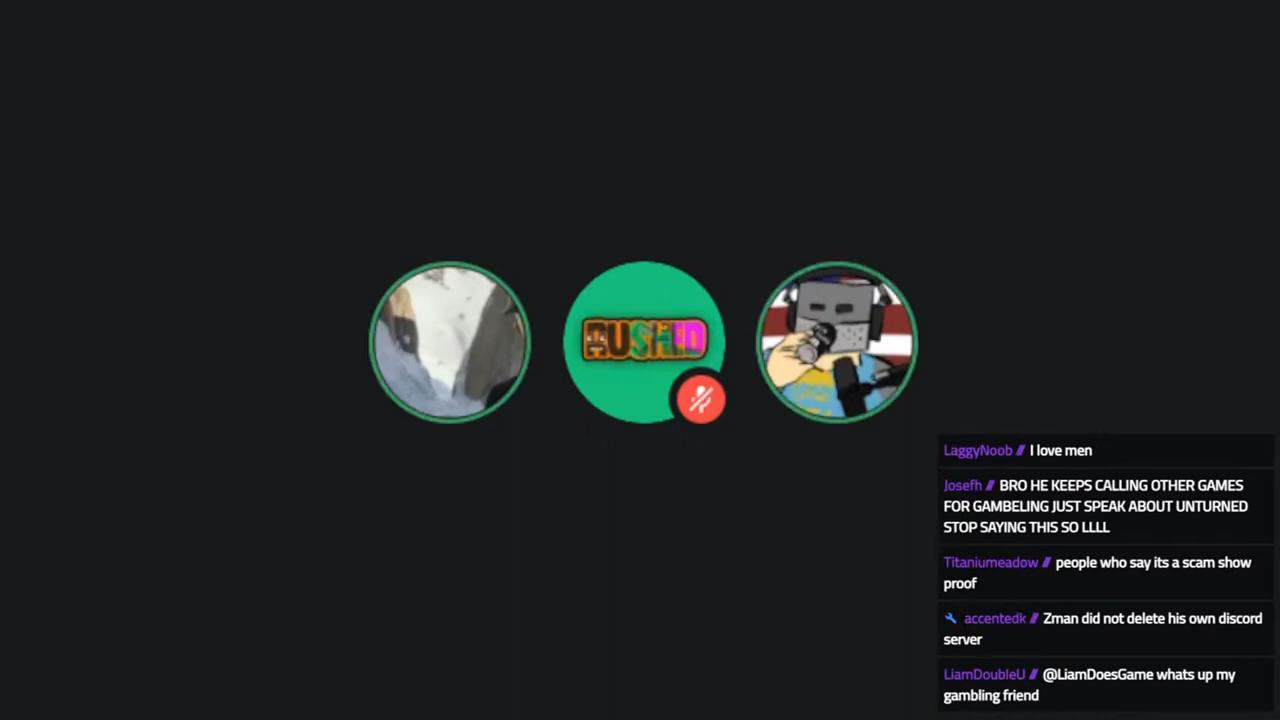 RUSHED
LaggyNoob // I love men
Josefh // BRO HE KEEPS CALLING OTHER GAMES
FOR GAMBELING JUST SPEAK ABOUT UNTURNED
STOP SAYING THIS SO LLLL
Titaniumeadow // people who say its a scam show
proof
accentedk // Zman did not delete his own discord
server
LiamDoubleU // @LiamDoesGame whats up my
gambling friend